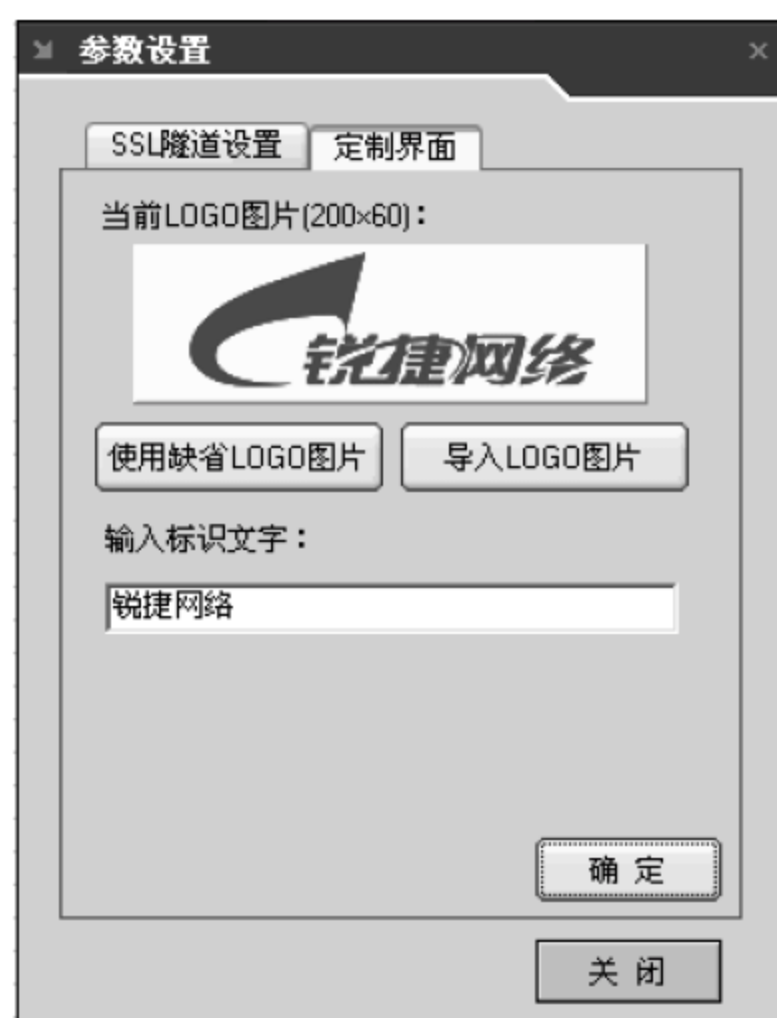 参数设置
SSL隧道设置 定制界面
当前LOGO图片(200×60)：
锐捷网络
使用缺省LOGO图片 导入LOGO图片
输入标识文字：
锐捷网络
确 定
关 闭